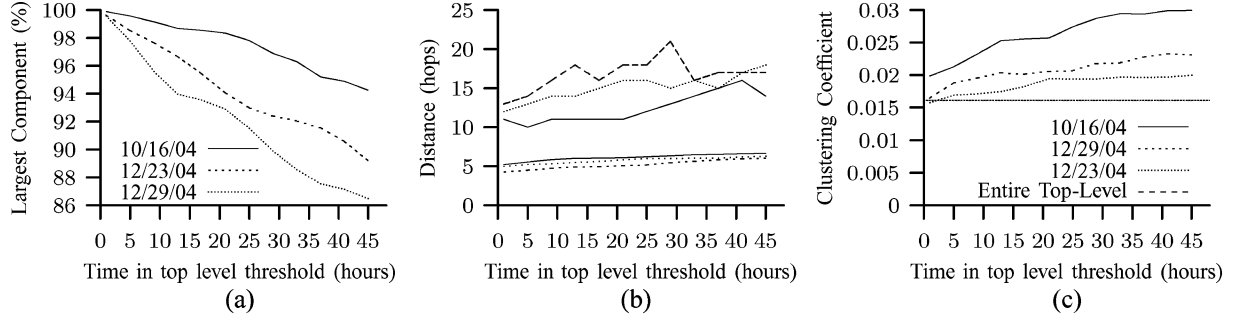 Largest Component (%)
100
98
96
94
92
90
88
86
10/16/04
12/23/04
12/29/04
0 5 10 15 20 25 30 35 40 45
Time in top level threshold (hours)
(a)
Distance (hops)
25
20
15
10
5
0
0 5 10 15 20 25 30 35 40 45
Time in top level threshold (hours)
(b)
Clustering Coefficient
0.03
0.025
0.02
0.015
0.01
0.005
0
10/16/04
12/29/04
12/23/04
Entire Top-Level
0 5 10 15 20 25 30 35 40 45
Time in top level threshold (hours)
(c)